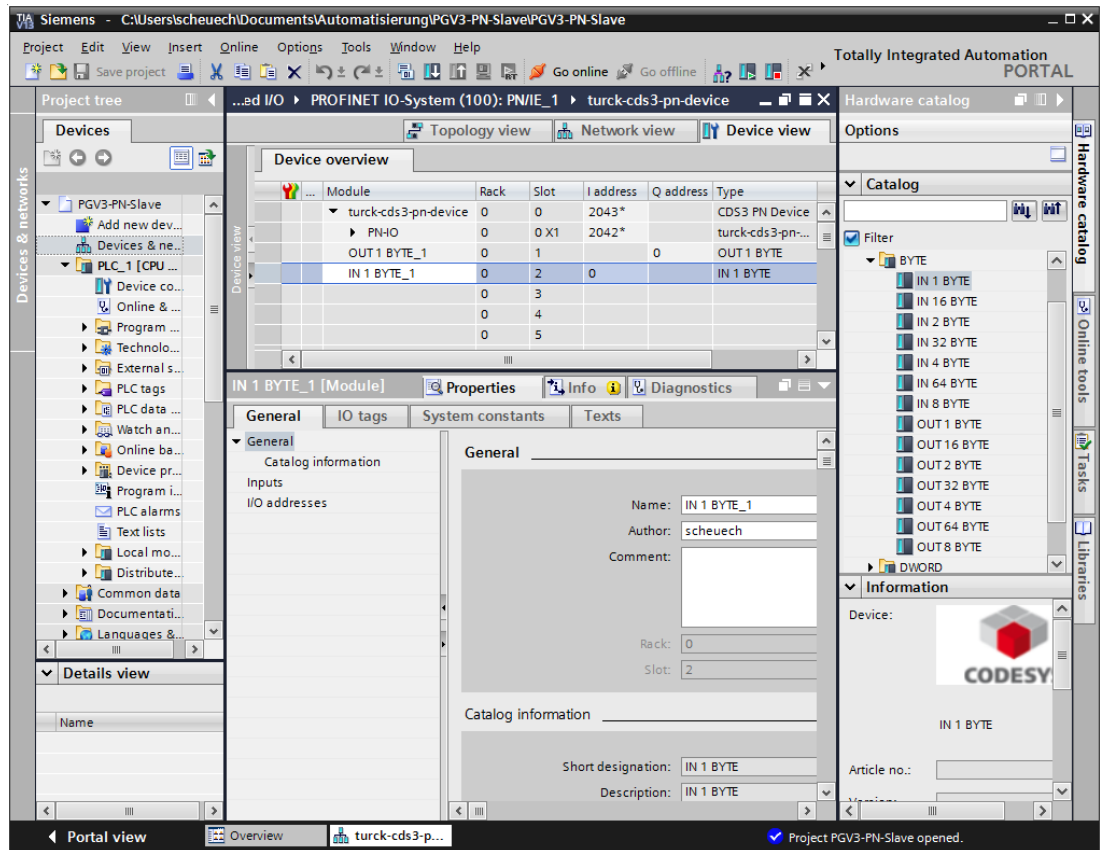 TIA V13 Siemens - C:\Users\scheuech\Documents\Automatisierung\PGV3-PN-Slave\PGV3-PN-Slave
Project Edit View Insert Online Options Tools Window Help
Totally Integrated Automation
PORTAL
Save project Go online Go offline
Project tree
Devices
Devices & networks
PGV3-PN-Slave
Add new dev...
Devices & ne...
PLC_1 [CPU ...
Device co...
Online & ...
Program ...
Technolo...
External s...
PLC tags
PLC data ...
Watch an...
Online ba...
Device pr...
Program i...
PLC alarms
Text lists
Local mo...
Distribute...
Common data
Documentati...
Languages &...
Details view
Name
...ed I/O PROFINET IO-System (100): PN/IE_1 turck-cds3-pn-device
Topology view Network view Device view
Device overview
Device view
... Module Rack Slot I address Q address Type
turck-cds3-pn-device 0 0 2043* CDS3 PN Device
PN-IO 0 0 X1 2042* turck-cds3-pn-...
OUT 1 BYTE_1 0 1 0 OUT 1 BYTE
IN 1 BYTE_1 0 2 0 IN 1 BYTE
0 3
0 4
0 5
IN 1 BYTE_1 [Module] Properties Info Diagnostics
General IO tags System constants Texts
General
Catalog information
Inputs
I/O addresses
General
Name: IN 1 BYTE_1
Author: scheuech
Comment:
Rack: 0
Slot: 2
Catalog information
Short designation: IN 1 BYTE
Description: IN 1 BYTE
Hardware catalog
Options
Catalog
Filter
BYTE
IN 1 BYTE
IN 16 BYTE
IN 2 BYTE
IN 32 BYTE
IN 4 BYTE
IN 64 BYTE
IN 8 BYTE
OUT 1 BYTE
OUT 16 BYTE
OUT 2 BYTE
OUT 32 BYTE
OUT 4 BYTE
OUT 64 BYTE
OUT 8 BYTE
DWORD
Information
Device:
CODESYS
IN 1 BYTE
Article no.:
Hardware catalog
Online tools
Tasks
Libraries
Portal view Overview turck-cds3-p... Project PGV3-PN-Slave opened.